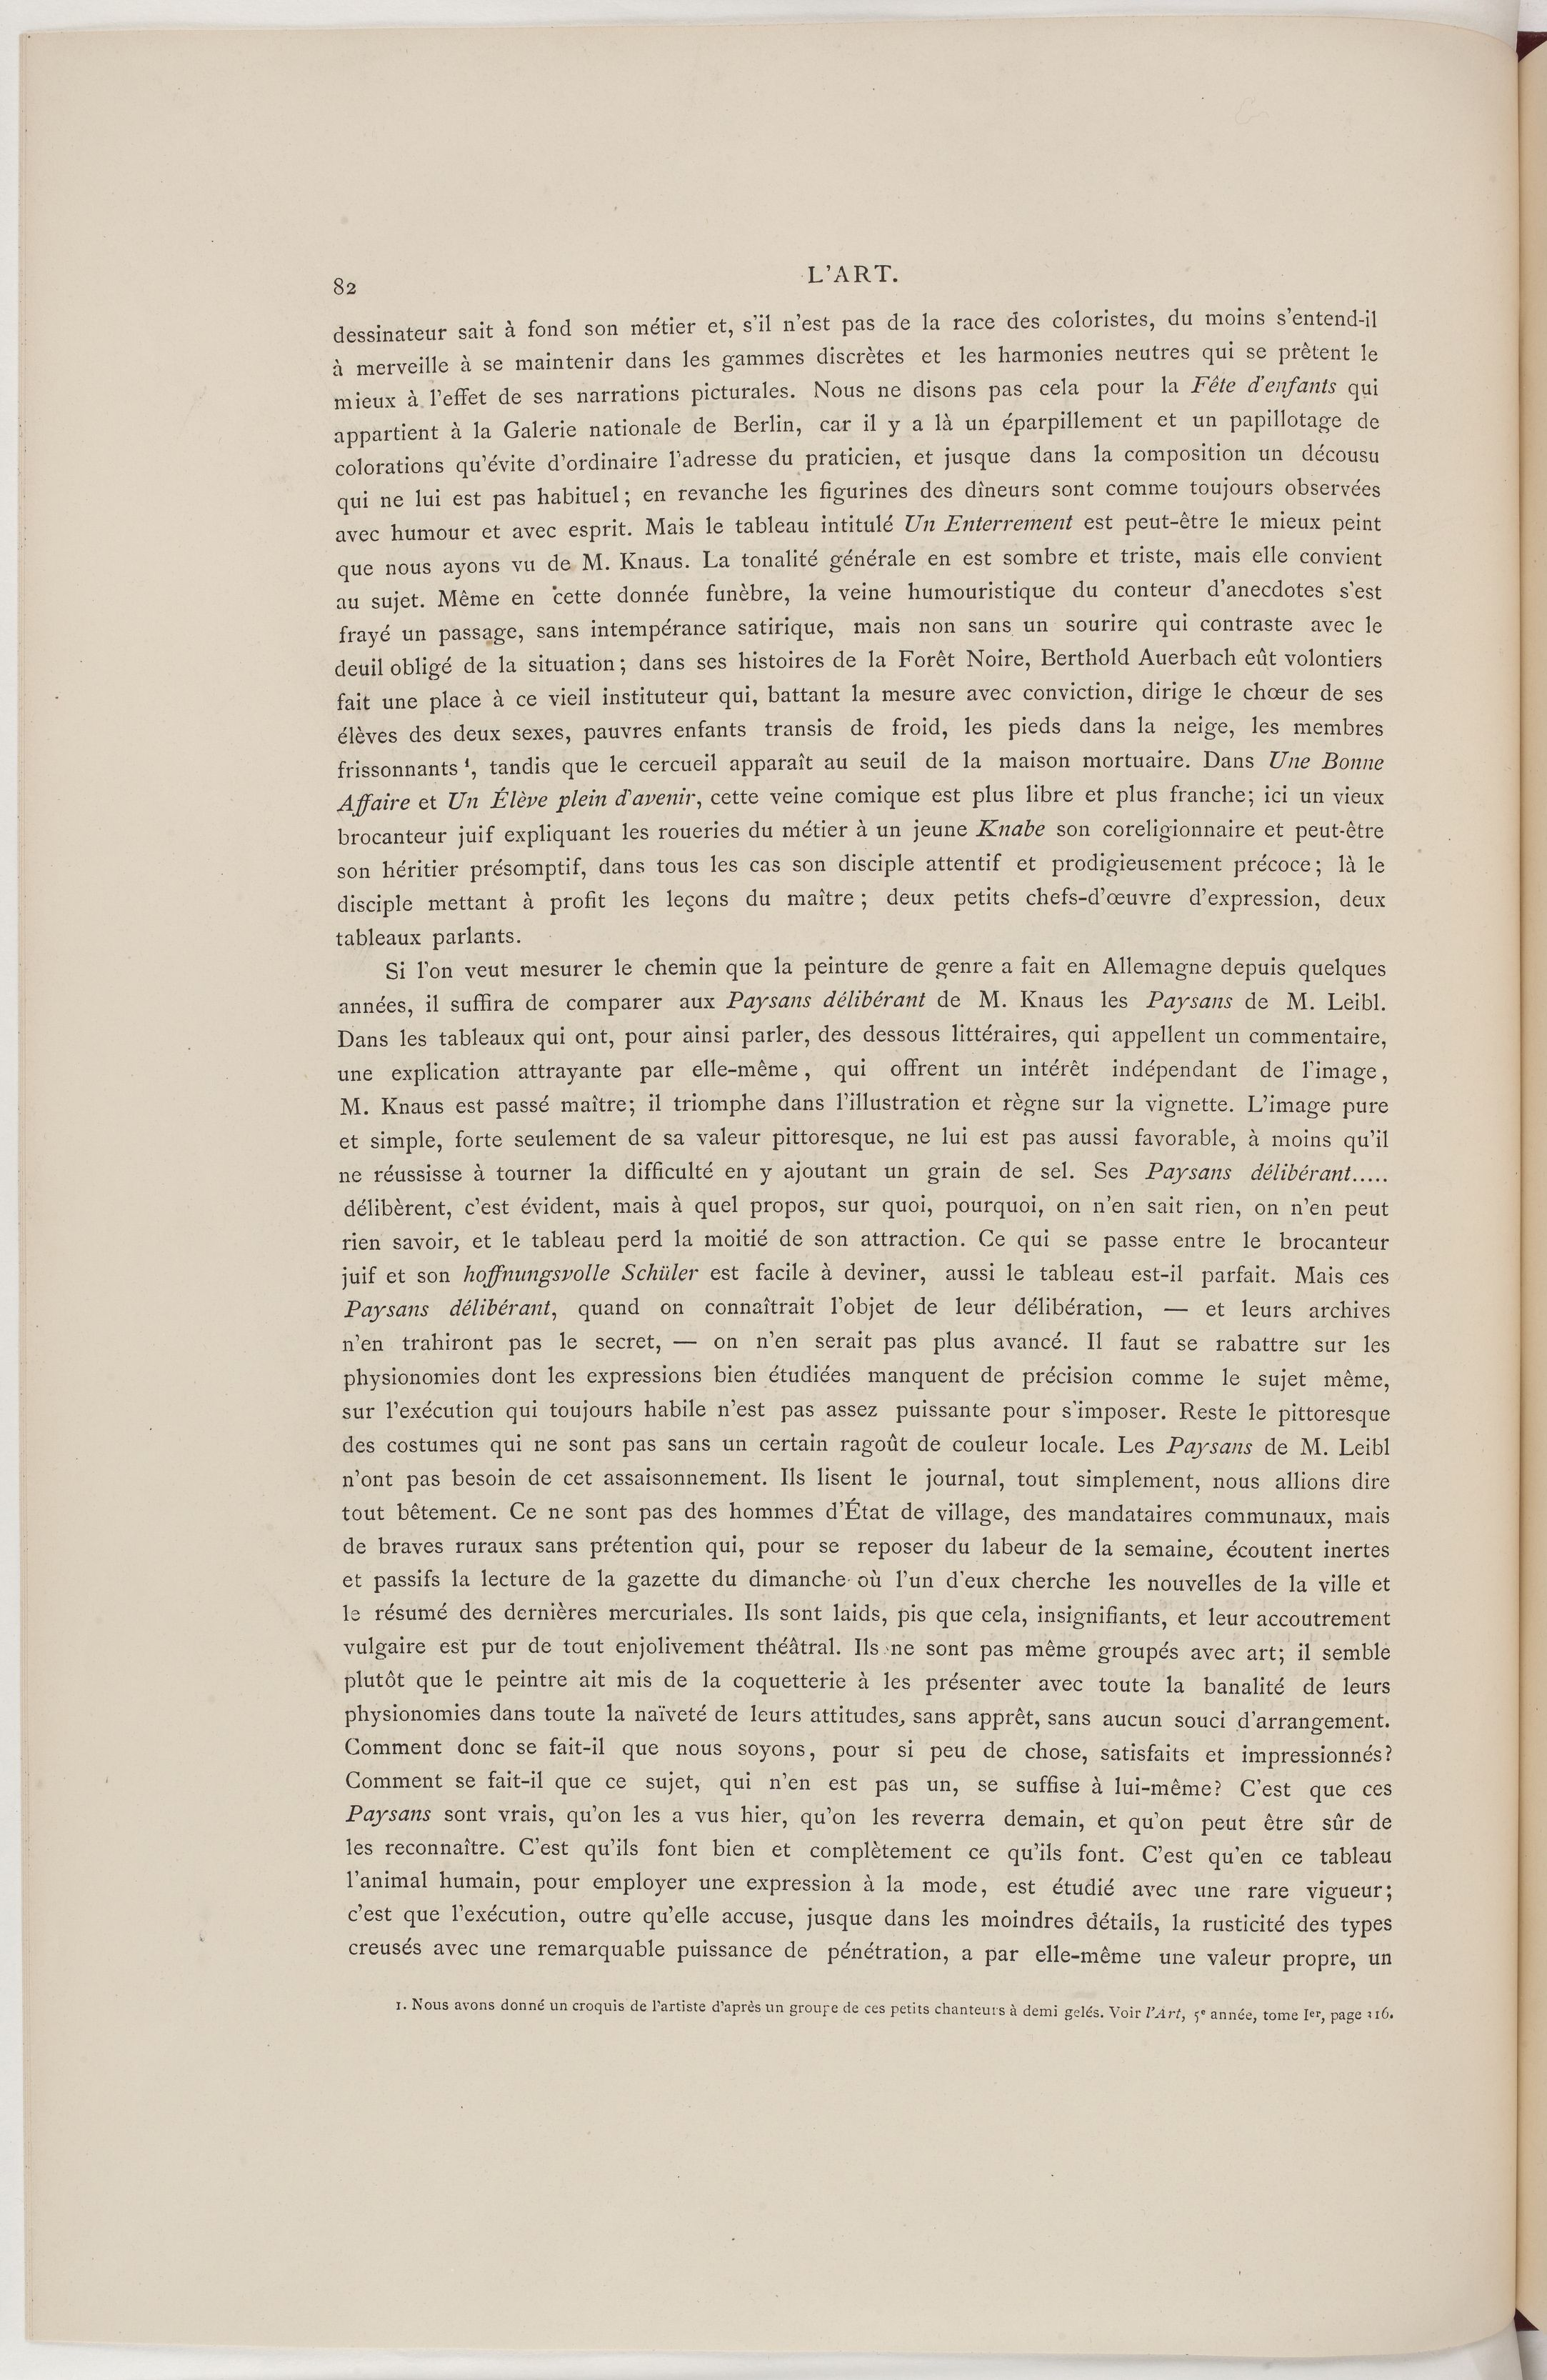 82
L'ART.
dessinateur sait à fond son métier et, s'il n'est pas de la race des coloristes, du moins s'entend-il
à merveille à se maintenir dans les gammes discrètes et les harmonies neutres qui se prêtent le
mieux à l'effet de ses narrations picturales. Nous ne disons pas cela pour la Fête d'enfants qui
appartient à la Galerie nationale de Berlin, car il y a là un éparpillement et un papillotage de
colorations qu'évite d'ordinaire l'adresse du praticien, et jusque dans la composition un décousu
qui ne lui est pas habituel; en revanche les figurines des dîneurs sont comme toujours observées
avec humour et avec esprit. Mais le tableau intitulé Un Enterrement est peut-être le mieux peint
que nous ayons vu de M. Knaus. La tonalité générale en est sombre et triste, mais elle convient
au sujet. Même en cette donnée funèbre, la veine humouristique du conteur d'anecdotes s'est
frayé un passage, sans intempérance satirique, mais non sans un sourire qui contraste avec le
deuil obligé de la situation; dans ses histoires de la Forêt Noire, Berthold Auerbach eût volontiers
fait une place à ce vieil instituteur qui, battant la mesure avec conviction, dirige le chœur de ses
élèves des deux sexes, pauvres enfants transis de froid, les pieds dans la neige, les membres
frissonnants ¹, tandis que le cercueil apparaît au seuil de la maison mortuaire. Dans Une Bonne
Affaire et Un Élève plein d'avenir, cette veine comique est plus libre et plus franche; ici un vieux
brocanteur juif expliquant les roueries du métier à un jeune Knabe son coreligionnaire et peut-être
son héritier présomptif, dans tous les cas son disciple attentif et prodigieusement précoce; là le
disciple mettant à profit les leçons du maître; deux petits chefs-d'œuvre d'expression, deux
tableaux parlants.
Si l'on veut mesurer le chemin que la peinture de genre a fait en Allemagne depuis quelques
années, il suffira de comparer aux Paysans délibérant de M. Knaus les Paysans de M. Leibl.
Dans les tableaux qui ont, pour ainsi parler, des dessous littéraires, qui appellent un commentaire,
une explication attrayante par elle-même, qui offrent un intérêt indépendant de l'image,
M. Knaus est passé maître; il triomphe dans l'illustration et règne sur la vignette. L'image pure
et simple, forte seulement de sa valeur pittoresque, ne lui est pas aussi favorable, à moins qu'il
ne réussisse à tourner la difficulté en y ajoutant un grain de sel. Ses Paysans délibérant.....
délibèrent, c'est évident, mais à quel propos, sur quoi, pourquoi, on n'en sait rien, on n'en peut
rien savoir, et le tableau perd la moitié de son attraction. Ce qui se passe entre le brocanteur
juif et son hoffnungsvolle Schüler est facile à deviner, aussi le tableau est-il parfait. Mais ces
Paysans délibérant, quand on connaîtrait l'objet de leur délibération, — et leurs archives
n'en trahiront pas le secret, — on n'en serait pas plus avancé. Il faut se rabattre sur les
physionomies dont les expressions bien étudiées manquent de précision comme le sujet même,
sur l'exécution qui toujours habile n'est pas assez puissante pour s'imposer. Reste le pittoresque
des costumes qui ne sont pas sans un certain ragoût de couleur locale. Les Paysans de M. Leibl
n'ont pas besoin de cet assaisonnement. Ils lisent le journal, tout simplement, nous allions dire
tout bêtement. Ce ne sont pas des hommes d'État de village, des mandataires communaux, mais
de braves ruraux sans prétention qui, pour se reposer du labeur de la semaine, écoutent inertes
et passifs la lecture de la gazette du dimanche où l'un d'eux cherche les nouvelles de la ville et
le résumé des dernières mercuriales. Ils sont laids, pis que cela, insignifiants, et leur accoutrement
vulgaire est pur de tout enjolivement théâtral. Ils ne sont pas même groupés avec art; il semble
plutôt que le peintre ait mis de la coquetterie à les présenter avec toute la banalité de leurs
physionomies dans toute la naïveté de leurs attitudes, sans apprêt, sans aucun souci d'arrangement.
Comment donc se fait-il que nous soyons, pour si peu de chose, satisfaits et impressionnés?
Comment se fait-il que ce sujet, qui n'en est pas un, se suffise à lui-même? C'est que ces
Paysans sont vrais, qu'on les a vus hier, qu'on les reverra demain, et qu'on peut être sûr de
les reconnaître. C'est qu'ils font bien et complètement ce qu'ils font. C'est qu'en ce tableau
l'animal humain, pour employer une expression à la mode, est étudié avec une rare vigueur;
c'est que l'exécution, outre qu'elle accuse, jusque dans les moindres détails, la rusticité des types
creusés avec une remarquable puissance de pénétration, a par elle-même une valeur propre, un
1. Nous avons donné un croquis de l'artiste d'après un groupe de ces petits chanteurs à demi gelés. Voir l'Art, 5e année, tome Ier, page